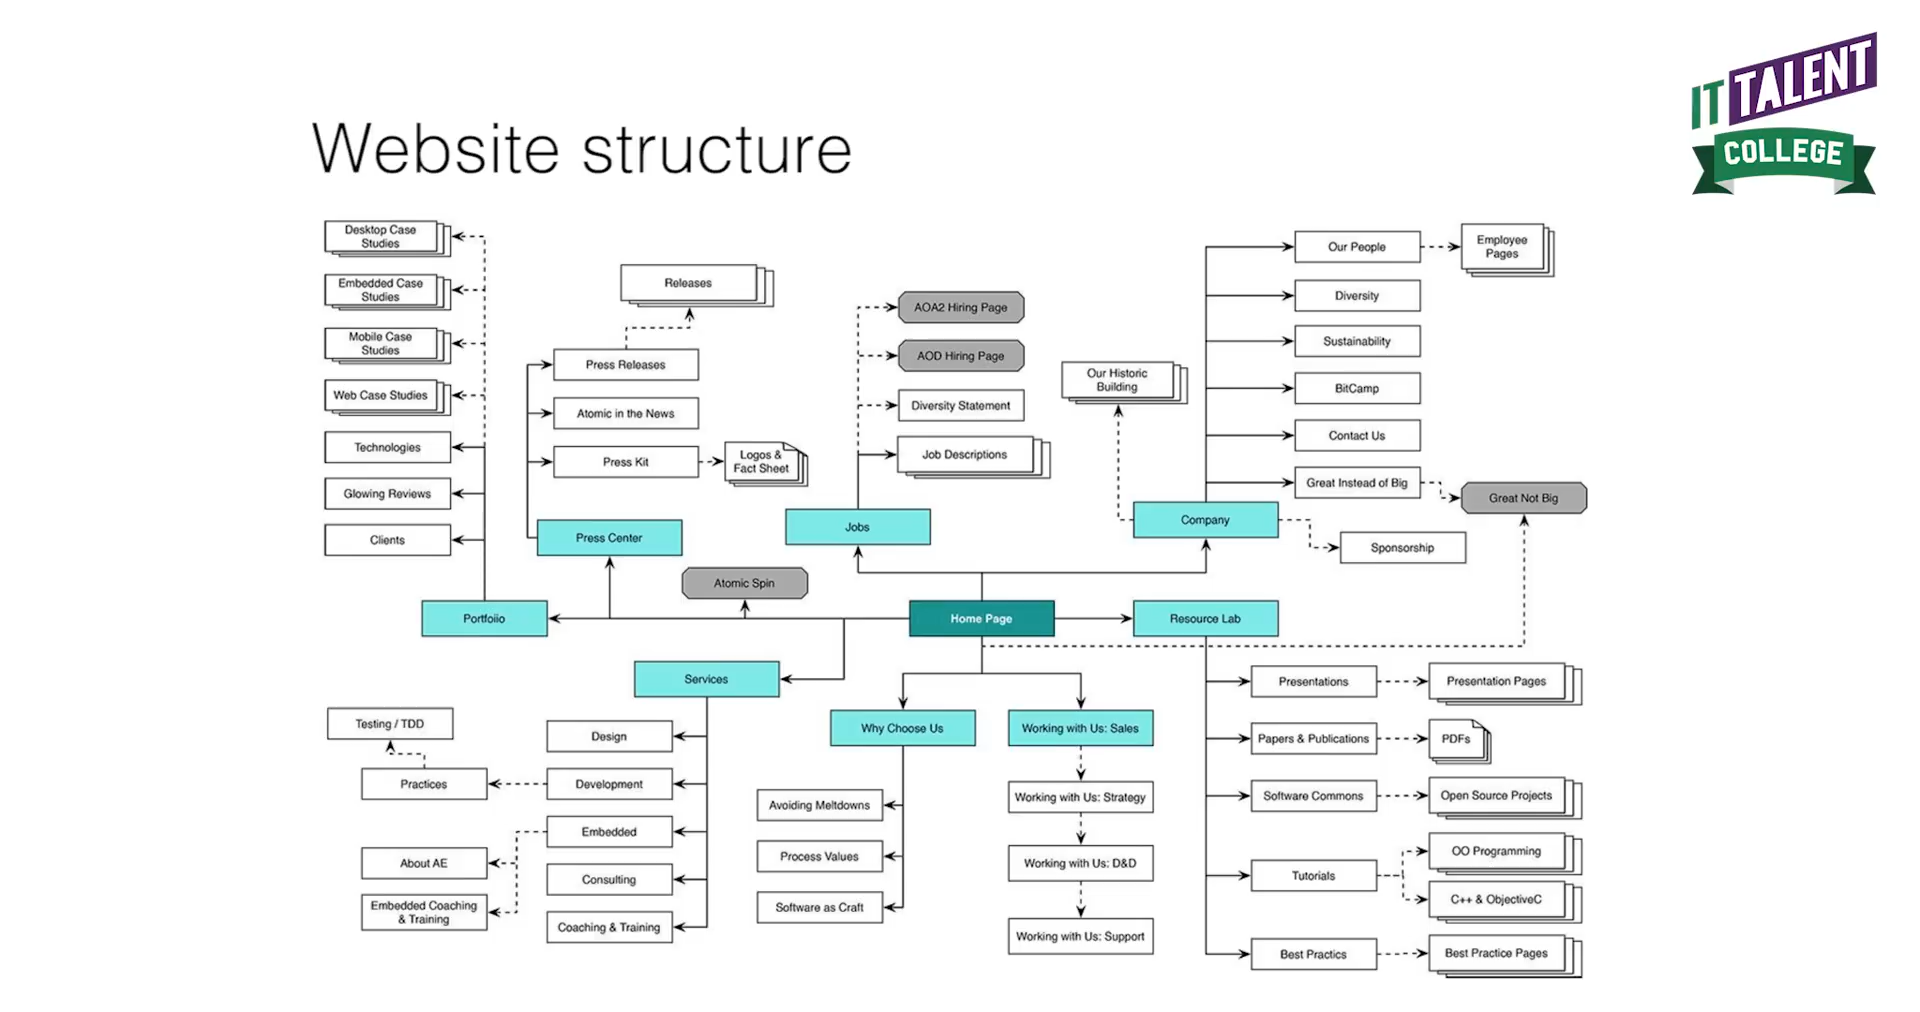 IT TALENT
COLLEGE
Website structure
Desktop Case
Studies
Embedded Case
Studies
Mobile Case
Studies
Web Case Studies
Technologies
Glowing Reviews
Clients
Portfoiio
Releases
Press Releases
Atomic in the News
Press Kit
Logos &
Fact Sheet
Press Center
Atomic Spin
AOA2 Hiring Page
AOD Hiring Page
Diversity Statement
Job Descriptions
Jobs
Our Historic
Building
Our People
Employee
Pages
Diversity
Sustainability
BitCamp
Contact Us
Great Instead of Big
Great Not Big
Company
Sponsorship
Home Page
Resource Lab
Services
Testing / TDD
Practices
About AE
Embedded Coaching
& Training
Design
Development
Embedded
Consulting
Coaching & Training
Why Choose Us
Avoiding Meltdowns
Process Values
Software as Craft
Working with Us: Sales
Working with Us: Strategy
Working with Us: D&D
Working with Us: Support
Presentations
Presentation Pages
Papers & Publications
PDFs
Software Commons
Open Source Projects
Tutorials
OO Programming
C++ & ObjectiveC
Best Practics
Best Practice Pages